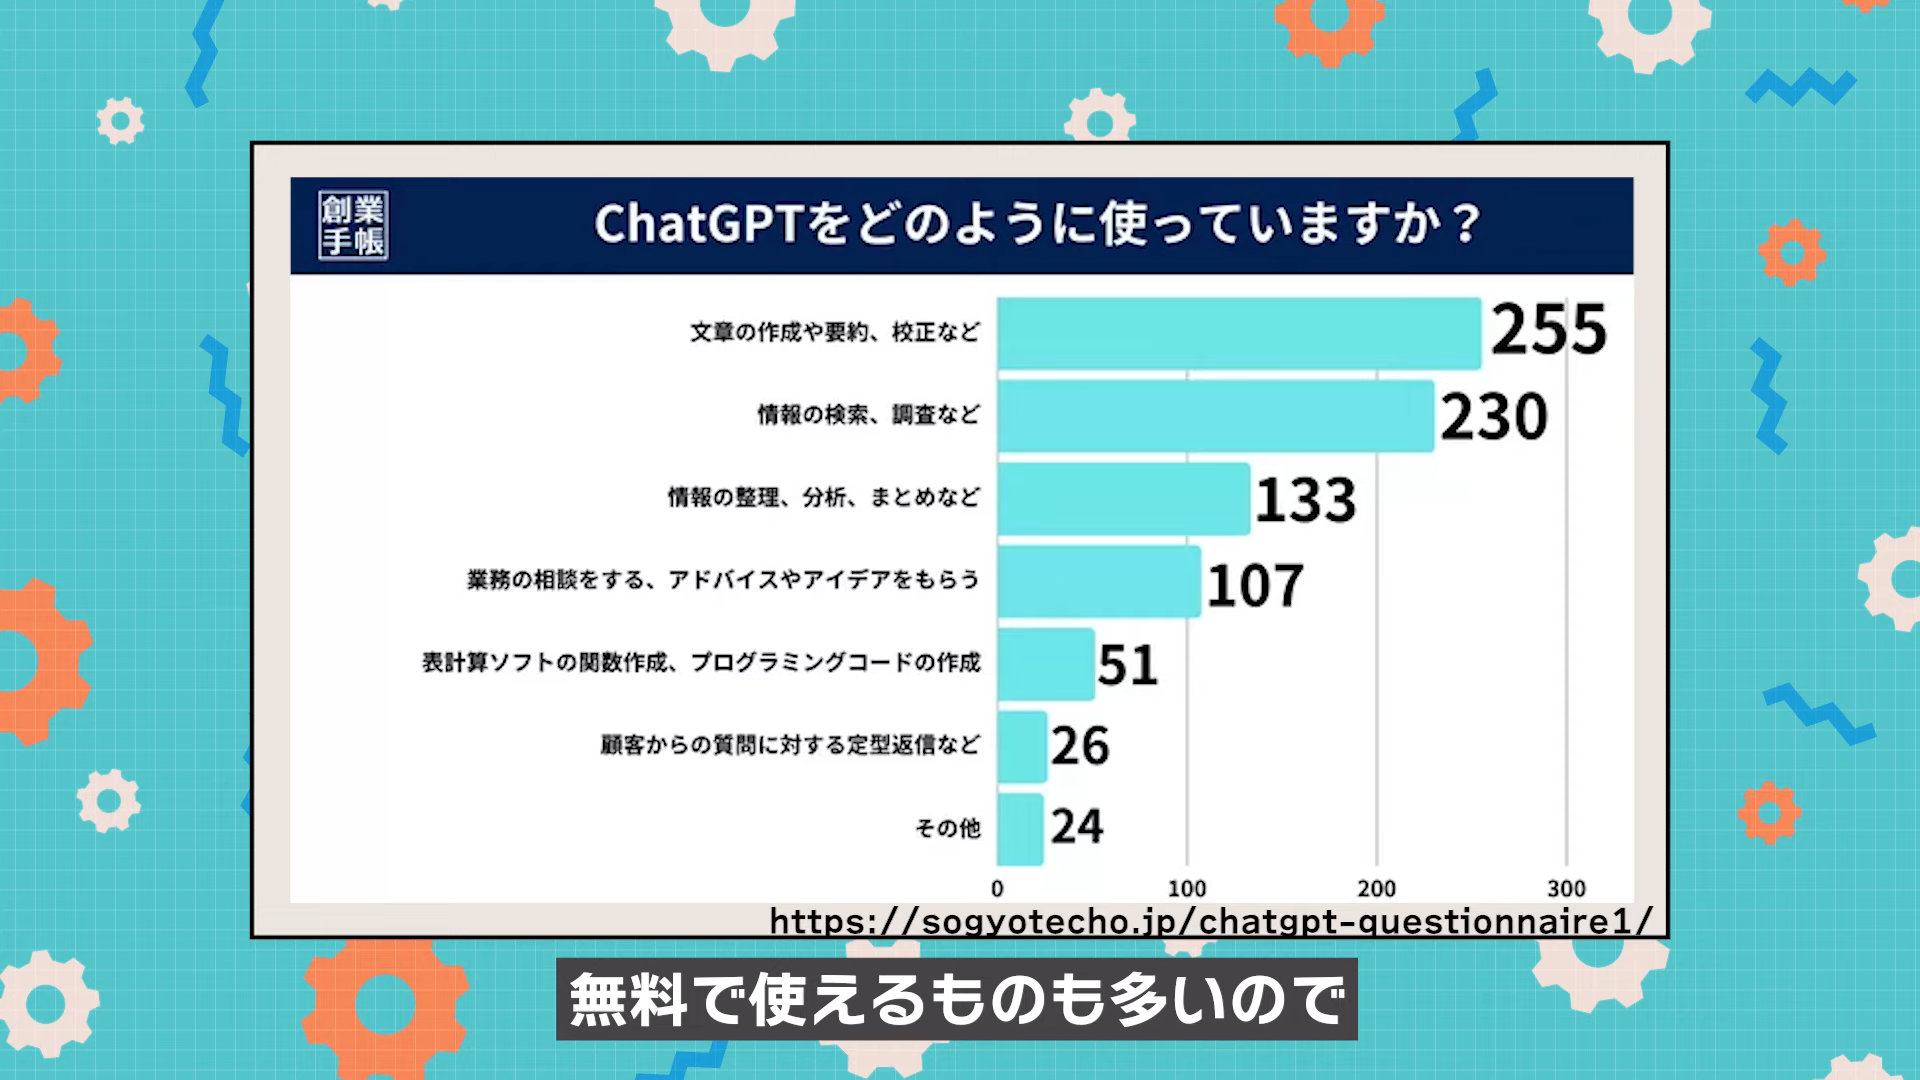 創業
手帳
ChatGPTをどのように使っていますか？
文章の作成や要約、校正など
255
情報の検索、調査など
230
情報の整理、分析、まとめなど
133
業務の相談をする、アドバイスやアイデアをもらう
107
表計算ソフトの関数作成、プログラミングコードの作成
51
顧客からの質問に対する定型返信など
26
その他
24
0 100 200 300
https://sogyotecho.jp/chatgpt-questionnaire1/
無料で使えるものも多いので